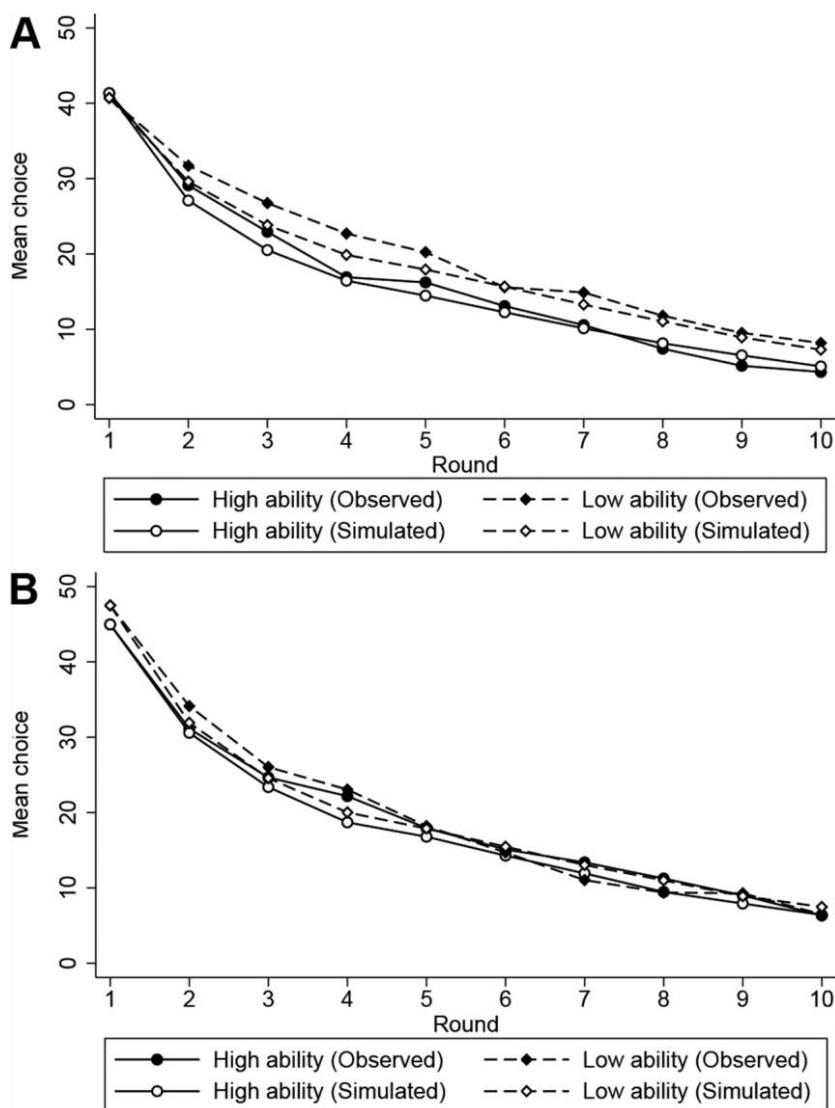 A
50
40
30
20
10
0
Mean choice
1 2 3 4 5 6 7 8 9 10
Round
High ability (Observed) Low ability (Observed)
High ability (Simulated) Low ability (Simulated)
B
50
40
30
20
10
0
Mean choice
1 2 3 4 5 6 7 8 9 10
Round
High ability (Observed) Low ability (Observed)
High ability (Simulated) Low ability (Simulated)